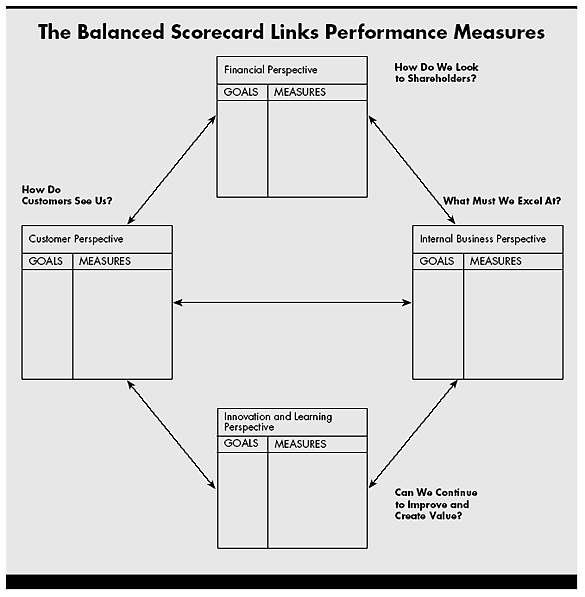 The Balanced Scorecard Links Performance Measures
Financial Perspective
GOALS MEASURES
How Do We Look
to Shareholders?
How Do
Customers See Us?
Customer Perspective
GOALS MEASURES
What Must We Excel At?
Internal Business Perspective
GOALS MEASURES
Innovation and Learning
Perspective
GOALS MEASURES
Can We Continue
to Improve and
Create Value?